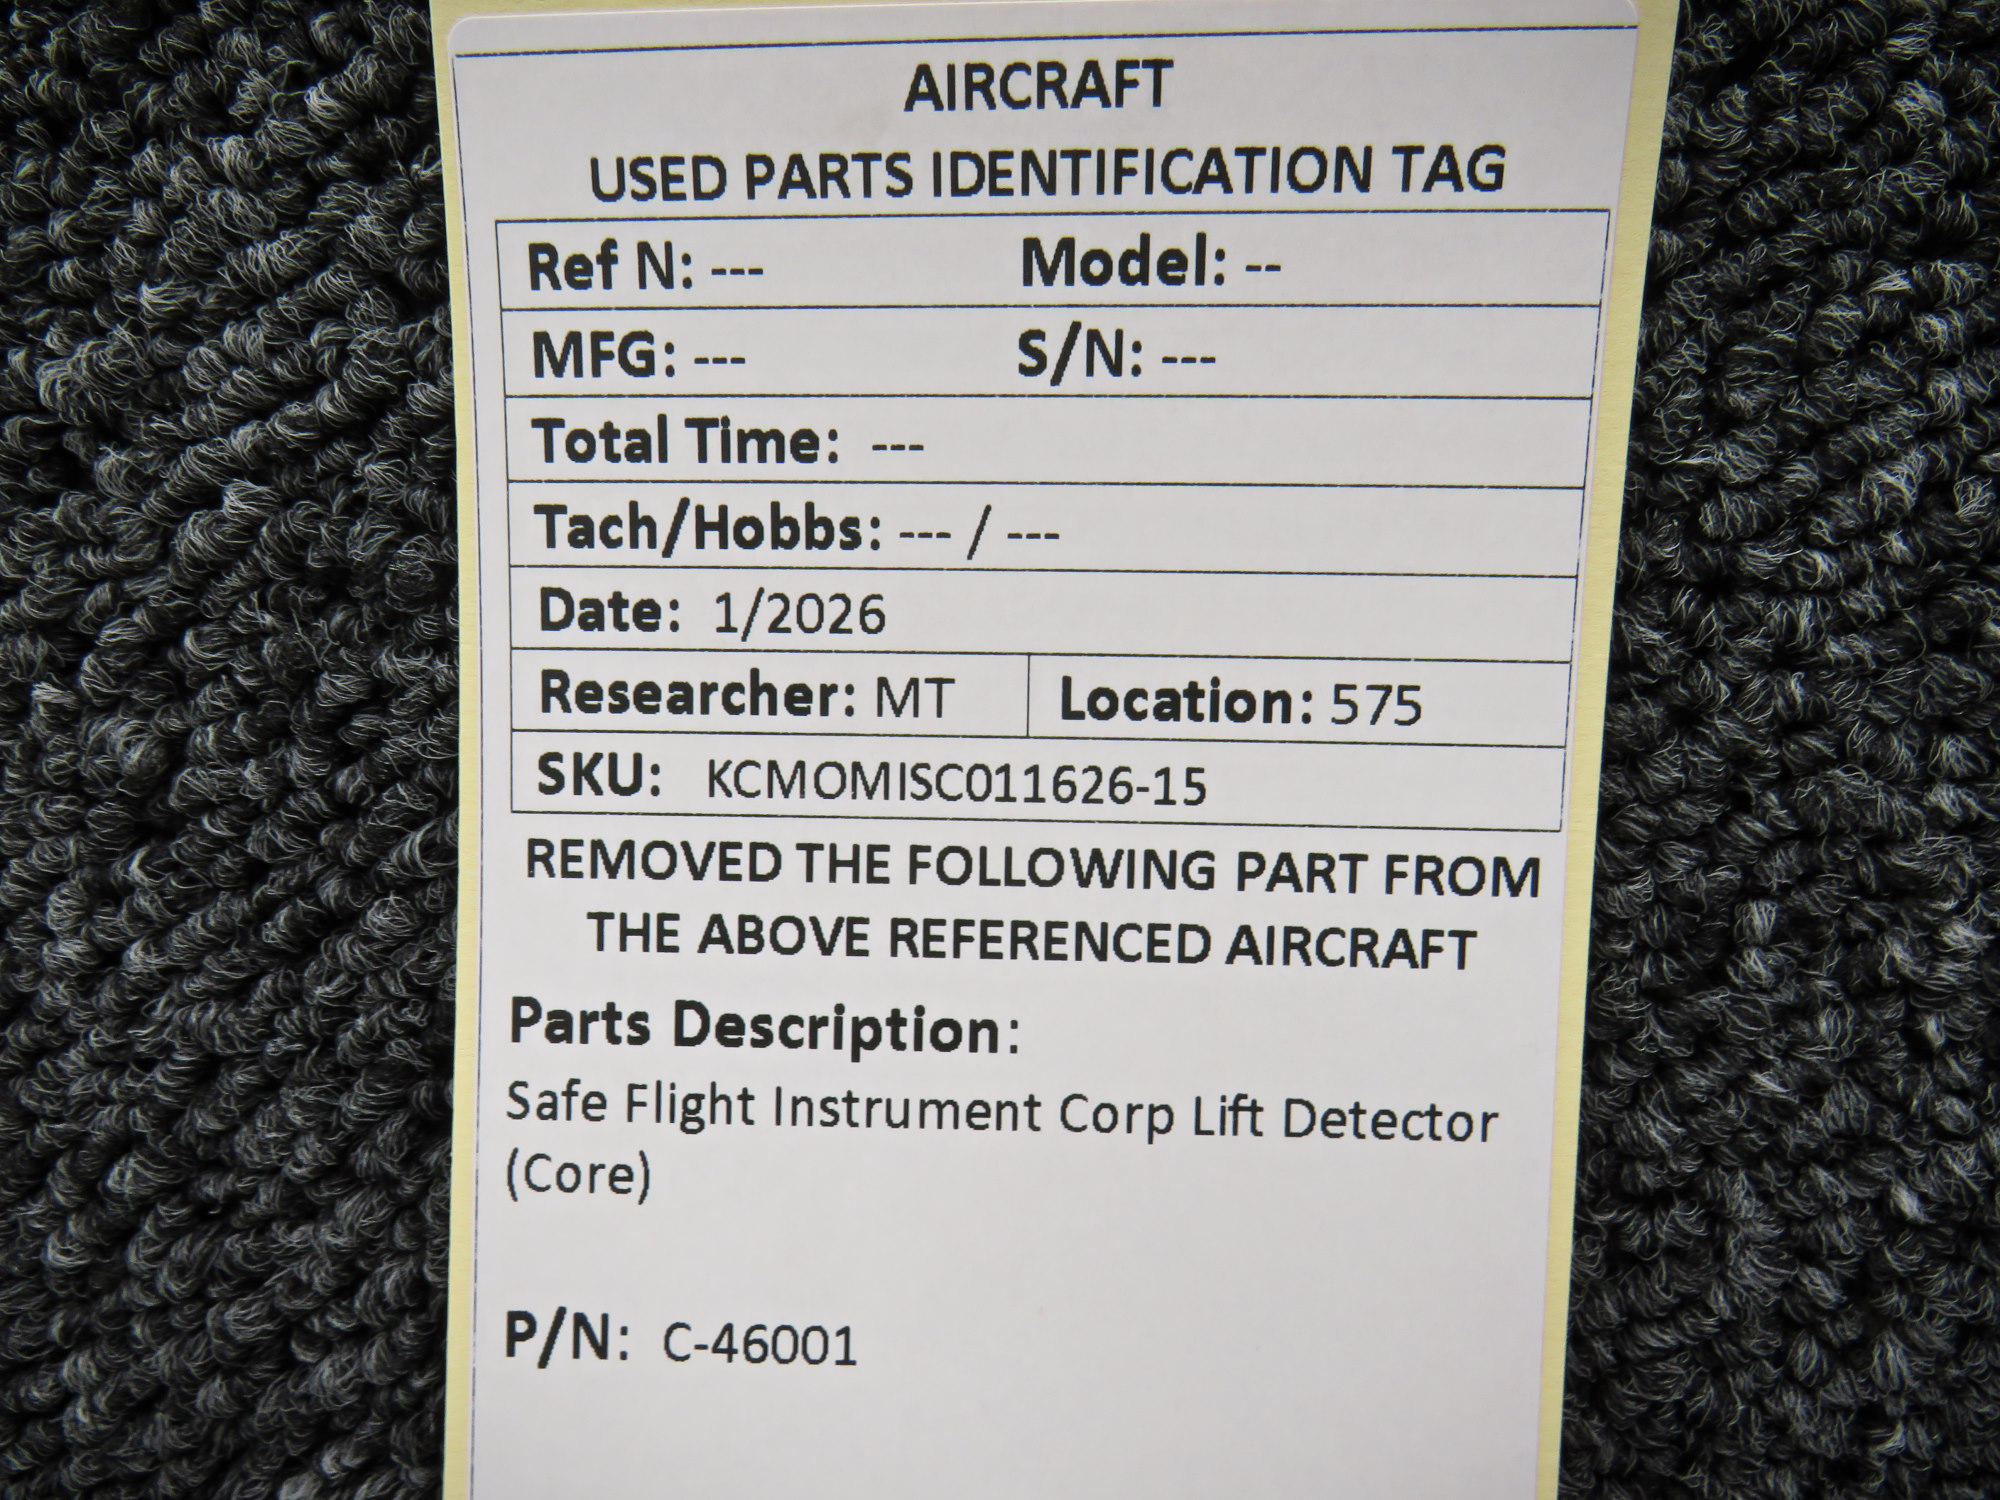 AIRCRAFT
USED PARTS IDENTIFICATION TAG
Ref N: --- Model: --
MFG: --- S/N: ---
Total Time: ---
Tach/Hobbs: --- / ---
Date: 1/2026
Researcher: MT Location: 575
SKU: KCMOMISC011626-15
REMOVED THE FOLLOWING PART FROM
THE ABOVE REFERENCED AIRCRAFT
Parts Description:
Safe Flight Instrument Corp Lift Detector
(Core)
P/N: C-46001